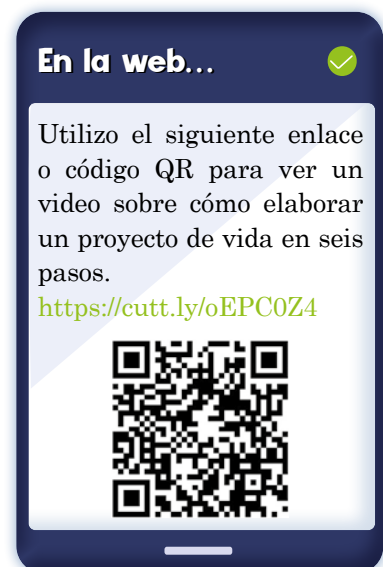 En la web...
Utilizo el siguiente enlace
o código QR para ver un
video sobre cómo elaborar
un proyecto de vida en seis
pasos.
https://cutt.ly/oEPC0Z4